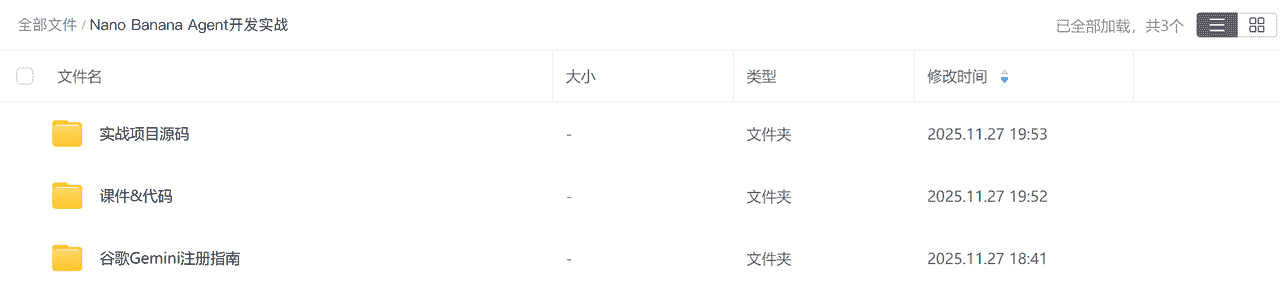 全部文件 / Nano Banana Agent开发实战 已全部加载，共3个
文件名 大小 类型 修改时间
实战项目源码 - 文件夹 2025.11.27 19:53
课件&代码 - 文件夹 2025.11.27 19:52
谷歌Gemini注册指南 - 文件夹 2025.11.27 18:41